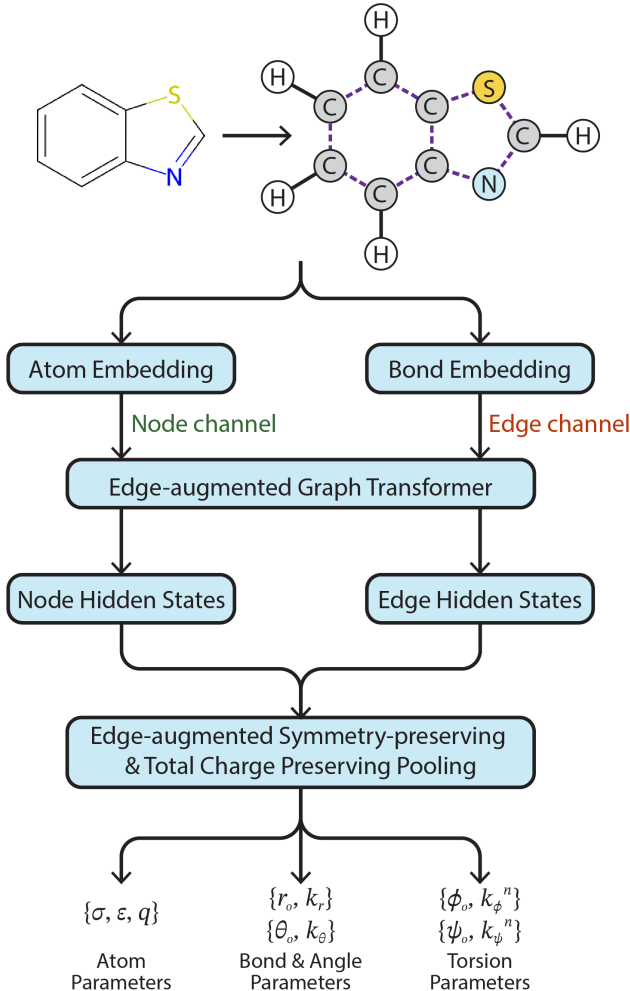 S
N
H
H
C
S
C
C
C
H
C
C
N
H
C
H
Atom Embedding
Bond Embedding
Node channel
Edge channel
Edge-augmented Graph Transformer
Node Hidden States
Edge Hidden States
Edge-augmented Symmetry-preserving
& Total Charge Preserving Pooling
{σ, ε, q}
Atom
Parameters
{r₀, kᵣ}
{θ₀, k_θ}
Bond & Angle
Parameters
{ϕ₀, k_ϕⁿ}
{ψ₀, k_ψⁿ}
Torsion
Parameters